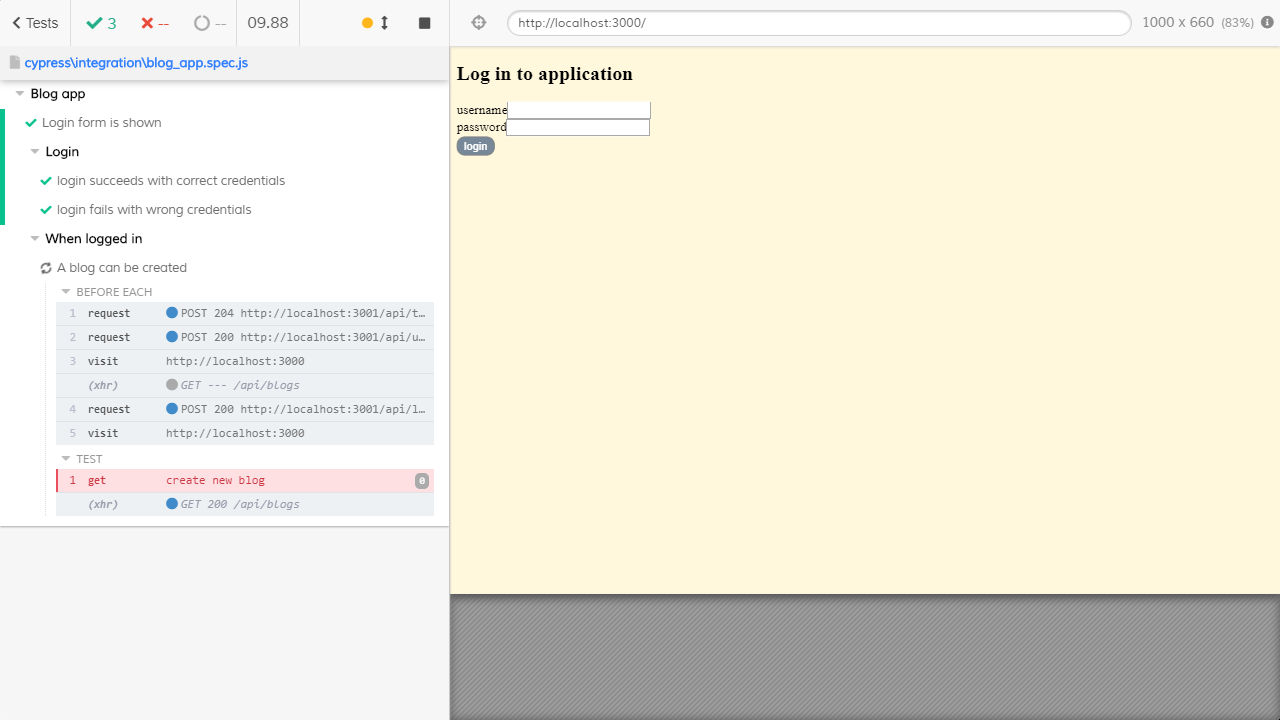 Tests
3
--
--
09.88
http://localhost:3000/
1000 x 660 (83%)
cypress\integration\blog_app.spec.js
Blog app
Login form is shown
Login
login succeeds with correct credentials
login fails with wrong credentials
When logged in
A blog can be created
BEFORE EACH
1 request POST 204 http://localhost:3001/api/t…
2 request POST 200 http://localhost:3001/api/u…
3 visit http://localhost:3000
(xhr) GET --- /api/blogs
4 request POST 200 http://localhost:3001/api/l…
5 visit http://localhost:3000
TEST
1 get create new blog 0
(xhr) GET 200 /api/blogs
Log in to application
username
password
login